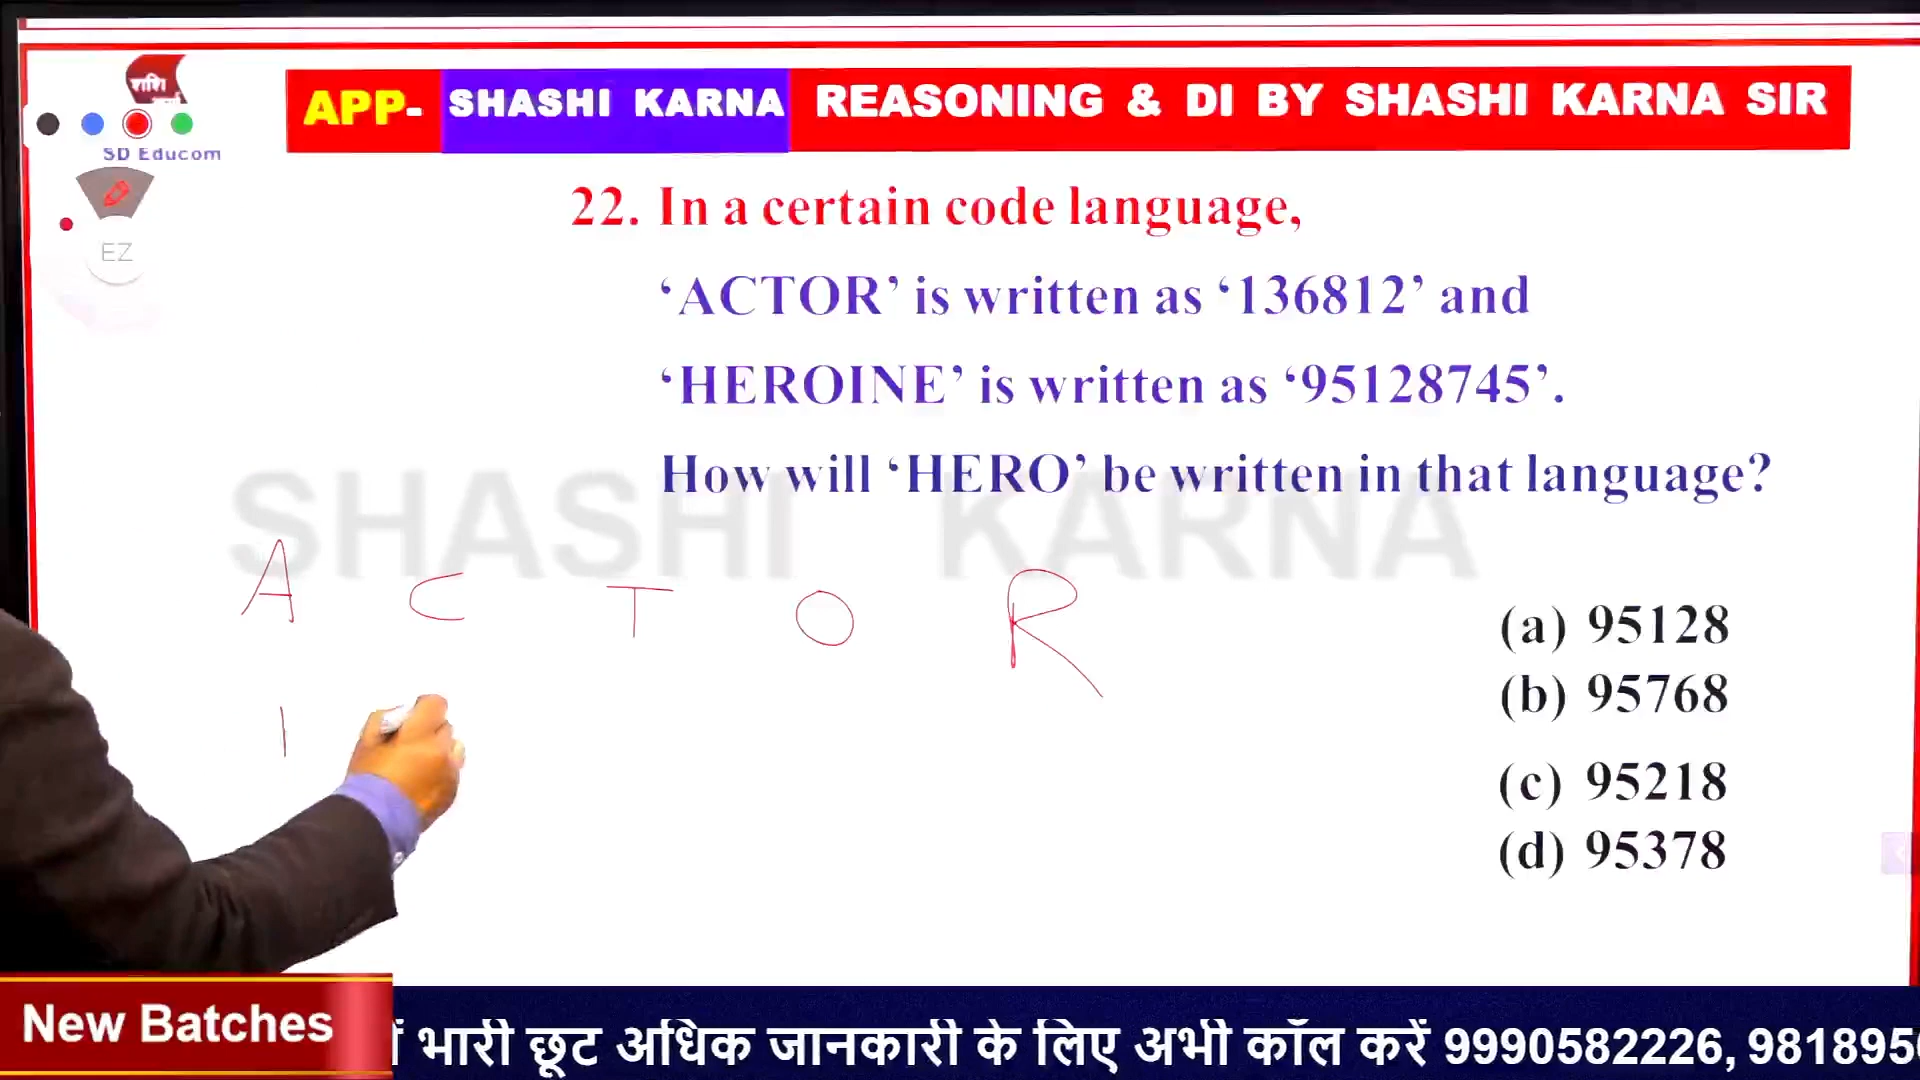 शशि
SD Educom
EZ
APP- SHASHI KARNA REASONING & DI BY SHASHI KARNA SIR
22. In a certain code language,
‘ACTOR’ is written as ‘136812’ and
‘HEROINE’ is written as ‘95128745’.
How will ‘HERO’ be written in that language?
SHASHI KARNA
A C T O R
1
(a) 95128
(b) 95768
(c) 95218
(d) 95378
New Batches
में भारी छूट अधिक जानकारी के लिए अभी कॉल करें 9990582226, 981895